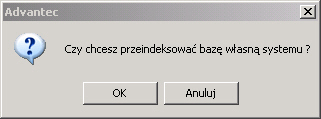 Advantec
Czy chcesz przeindeksować bazę własną systemu ?
OK
Anuluj